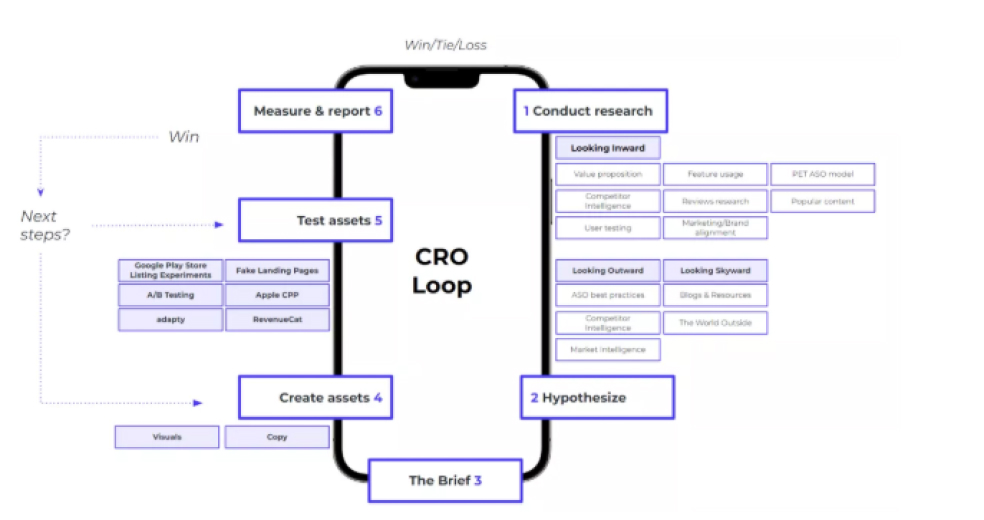 Win/Tie/Loss
Measure & report 6
1 Conduct research
Win
Looking Inward
Value proposition
Feature usage
PET ASO model
Competitor
Intelligence
Reviews research
Popular content
User testing
Marketing/Brand
alignment
Next
steps?
Test assets 5
CRO
Loop
Google Play Store
Listing Experiments
Fake Landing Pages
A/B Testing
Apple CPP
adapty
RevenueCat
Looking Outward
Looking Skyward
ASO best practices
Blogs & Resources
Competitor
Intelligence
The World Outside
Market Intelligence
Create assets 4
2 Hypothesize
Visuals
Copy
The Brief 3